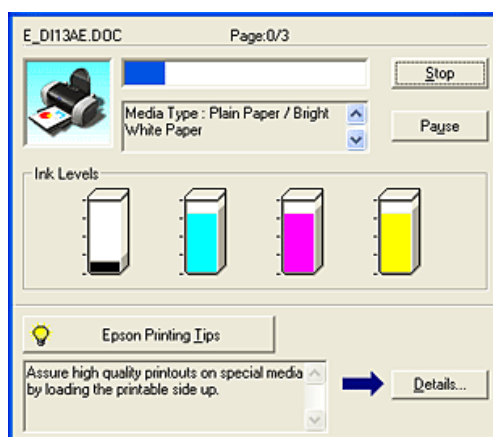 E_DI13AE.DOC Page:0/3
Stop
Media Type : Plain Paper / Bright
White Paper
Pause
Ink Levels
Epson Printing Tips
Assure high quality printouts on special media
by loading the printable side up.
Details...